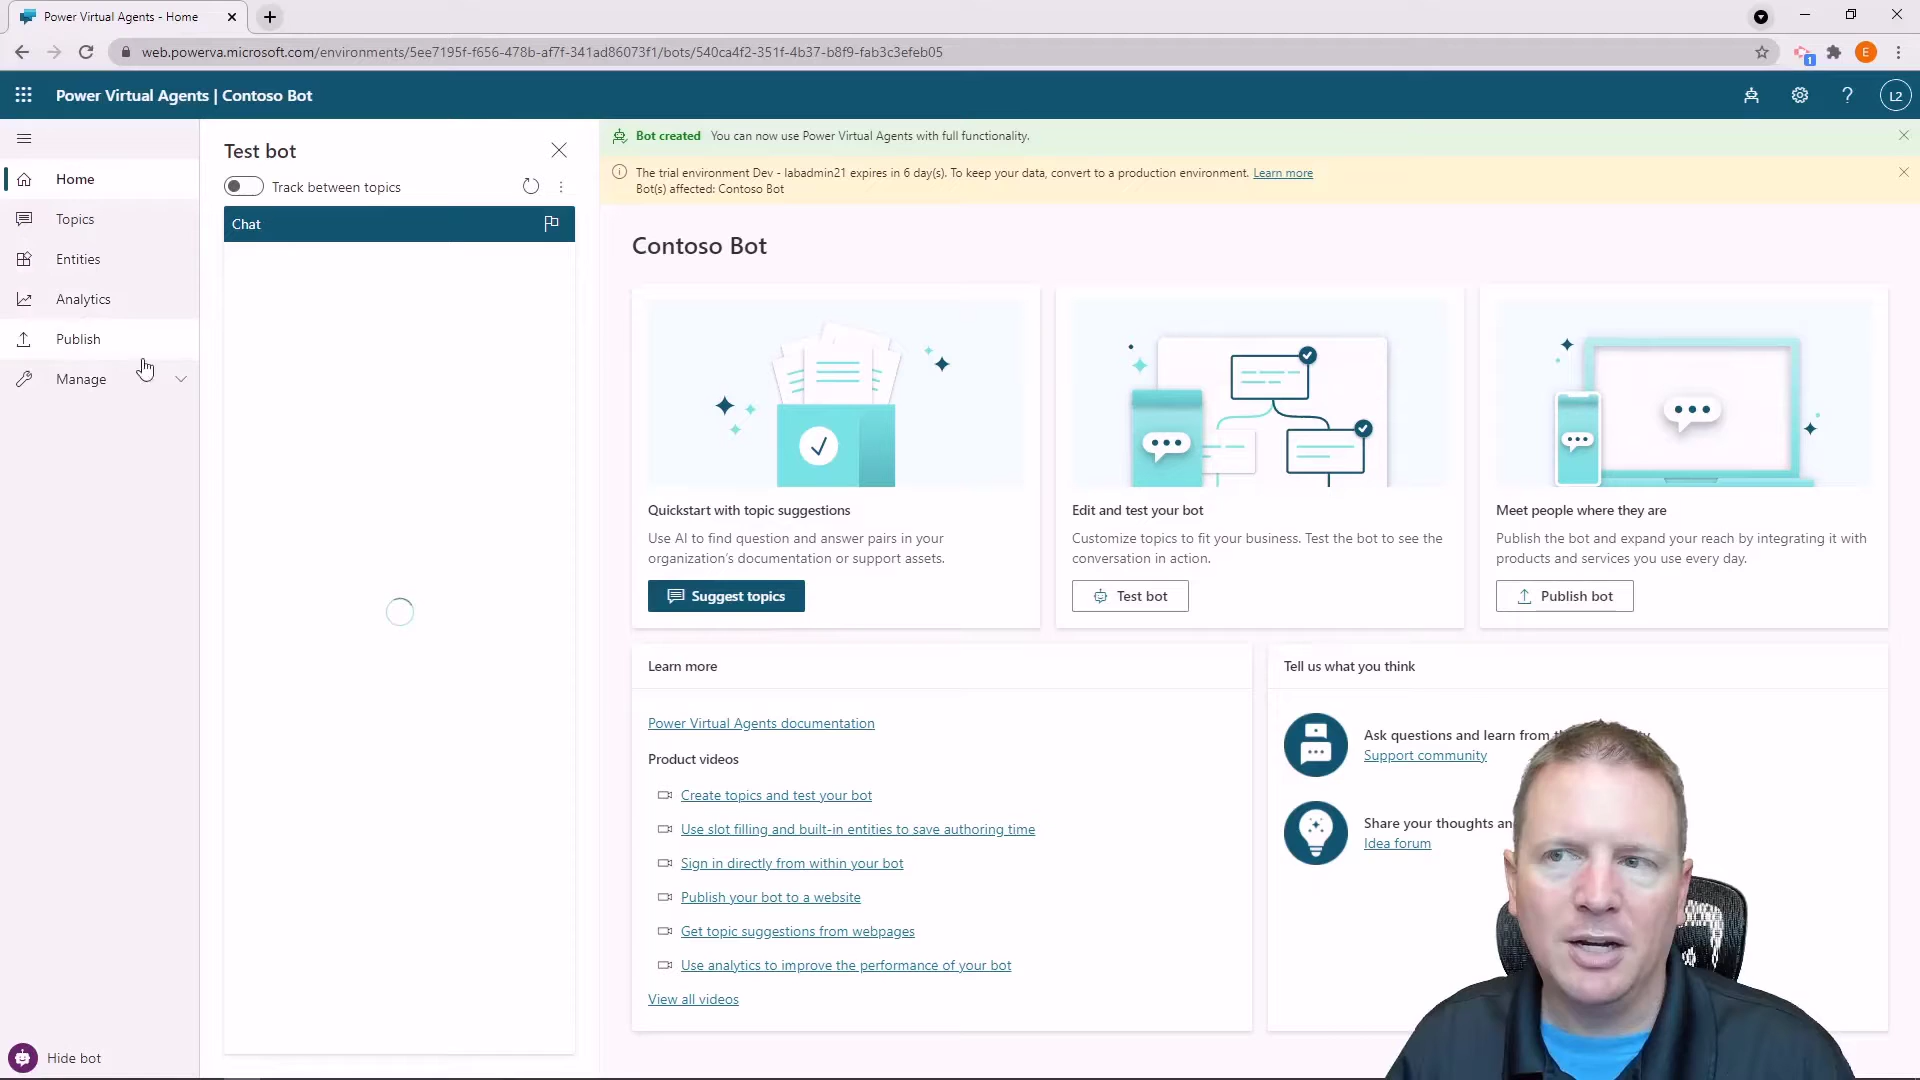 Power Virtual Agents - Home
web.powerva.microsoft.com/environments/5ee7195f-f656-478b-af7f-341ad86073f1/bots/540ca4f2-351f-4b37-b8f9-fab3c3efeb05
1
E
Power Virtual Agents | Contoso Bot
?
L2
Home
Topics
Entities
Analytics
Publish
Manage
Hide bot
Test bot
Track between topics
Chat
Bot created You can now use Power Virtual Agents with full functionality.
The trial environment Dev - labadmin21 expires in 6 day(s). To keep your data, convert to a production environment. Learn more
Bot(s) affected: Contoso Bot
Contoso Bot
Quickstart with topic suggestions
Use AI to find question and answer pairs in your
organization's documentation or support assets.
Suggest topics
Edit and test your bot
Customize topics to fit your business. Test the bot to see the
conversation in action.
Test bot
Meet people where they are
Publish the bot and expand your reach by integrating it with
products and services you use every day.
Publish bot
Learn more
Power Virtual Agents documentation
Product videos
Create topics and test your bot
Use slot filling and built-in entities to save authoring time
Sign in directly from within your bot
Publish your bot to a website
Get topic suggestions from webpages
Use analytics to improve the performance of your bot
View all videos
Tell us what you think
Ask questions and learn from
Support community
Share your thoughts
Idea forum